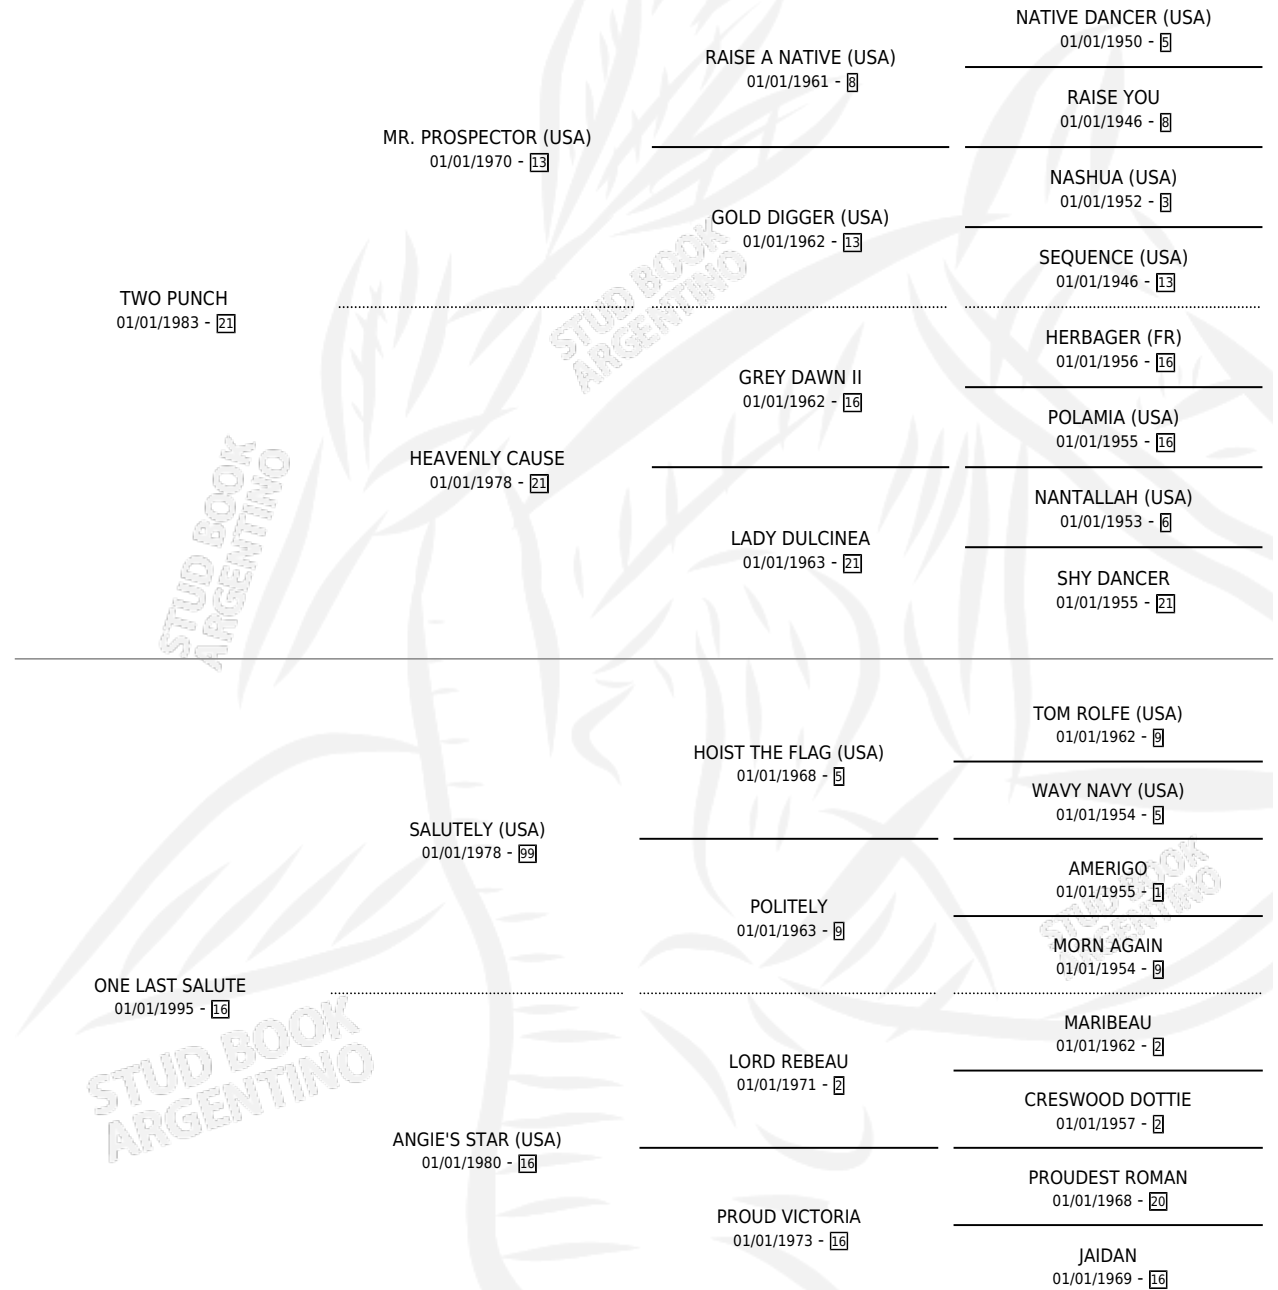 NATIVE DANCER (USA)
01/01/1950 - 5
RAISE A NATIVE (USA)
01/01/1961 - 8
RAISE YOU
01/01/1946 - 8
MR. PROSPECTOR (USA)
01/01/1970 - 13
NASHUA (USA)
01/01/1952 - 3
GOLD DIGGER (USA)
01/01/1962 - 13
SEQUENCE (USA)
01/01/1946 - 13
TWO PUNCH
01/01/1983 - 21
STUD BOOK
ARGENTINO
HERBAGER (FR)
01/01/1956 - 16
GREY DAWN II
01/01/1962 - 16
POLAMIA (USA)
01/01/1955 - 16
HEAVENLY CAUSE
01/01/1978 - 21
NANTALLAH (USA)
01/01/1953 - 6
LADY DULCINEA
01/01/1963 - 21
SHY DANCER
01/01/1955 - 21
STUD BOOK
ARGENTINO
TOM ROLFE (USA)
01/01/1962 - 9
HOIST THE FLAG (USA)
01/01/1968 - 5
WAVY NAVY (USA)
01/01/1954 - 5
SALUTELY (USA)
01/01/1978 - 99
AMERIGO
01/01/1955 - 1
POLITELY
01/01/1963 - 9
STUD BOOK
ARGENTINO
MORN AGAIN
01/01/1954 - 9
ONE LAST SALUTE
01/01/1995 - 16
MARIBEAU
01/01/1962 - 2
LORD REBEAU
01/01/1971 - 2
CRESWOOD DOTTIE
01/01/1957 - 2
STUD BOOK
ARGENTINO
ANGIE'S STAR (USA)
01/01/1980 - 16
PROUDEST ROMAN
01/01/1968 - 20
PROUD VICTORIA
01/01/1973 - 16
JAIDAN
01/01/1969 - 16